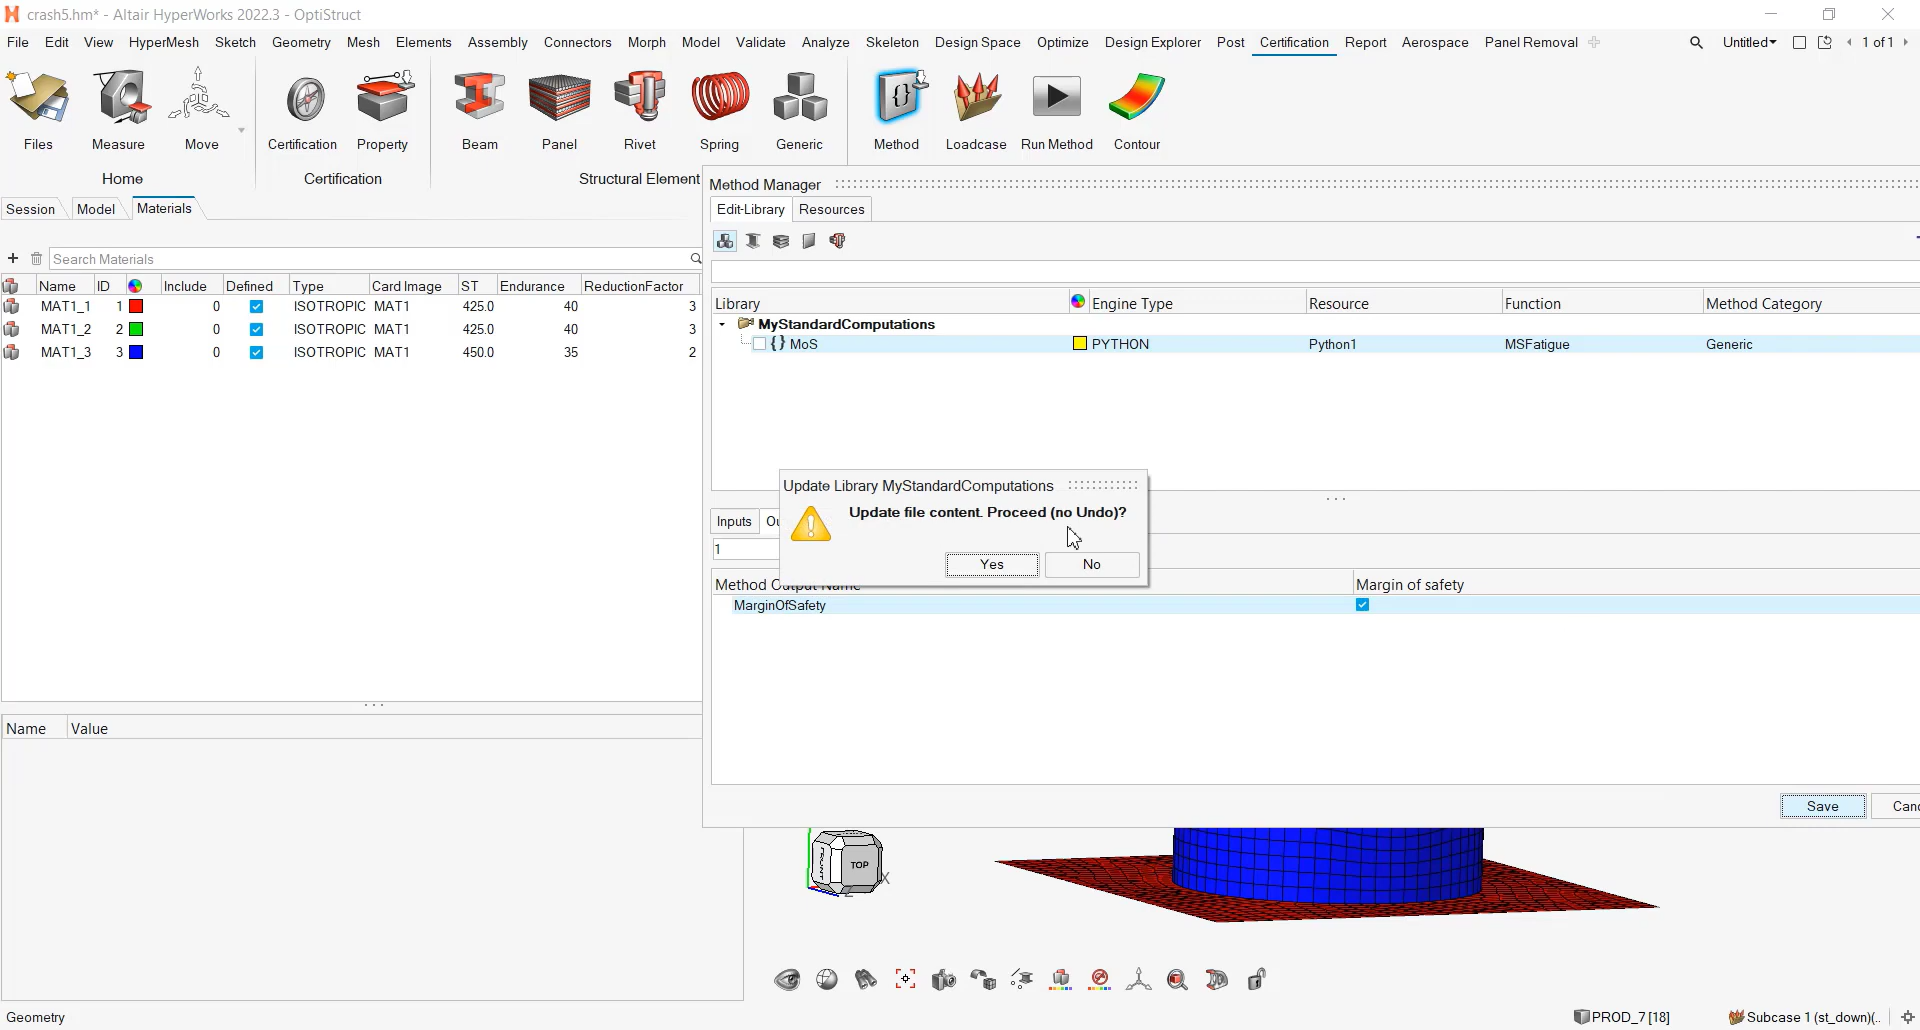 crash5.hm* - Altair HyperWorks 2022.3 - OptiStruct
File Edit View HyperMesh Sketch Geometry Mesh Elements Assembly Connectors Morph Model Validate Analyze Skeleton Design Space Optimize Design Explorer Post Certification Report Aerospace Panel Removal Untitled 1 of 1
Files Measure Move Certification Property Beam Panel Rivet Spring Generic Method Loadcase Run Method Contour
Home Certification Structural Element
Method Manager
Session Model Materials
Edit-Library Resources
Search Materials
Name ID Include Defined Type Card Image ST Endurance ReductionFactor
MAT1_1 1 0 ISOTROPIC MAT1 425.0 40 3
MAT1_2 2 0 ISOTROPIC MAT1 425.0 40 3
MAT1_3 3 0 ISOTROPIC MAT1 450.0 35 2
Library Engine Type Resource Function Method Category
MyStandardComputations
{} MoS PYTHON Python1 MSFatigue Generic
Update Library MyStandardComputations
Update file content. Proceed (no Undo)?
Yes No
Inputs Ou
1
Method Output Name Margin of safety
MarginOfSafety
Name Value
Save Canc
FRONT TOP X Z
Geometry PROD_7 [18] Subcase 1 (st_down)(..